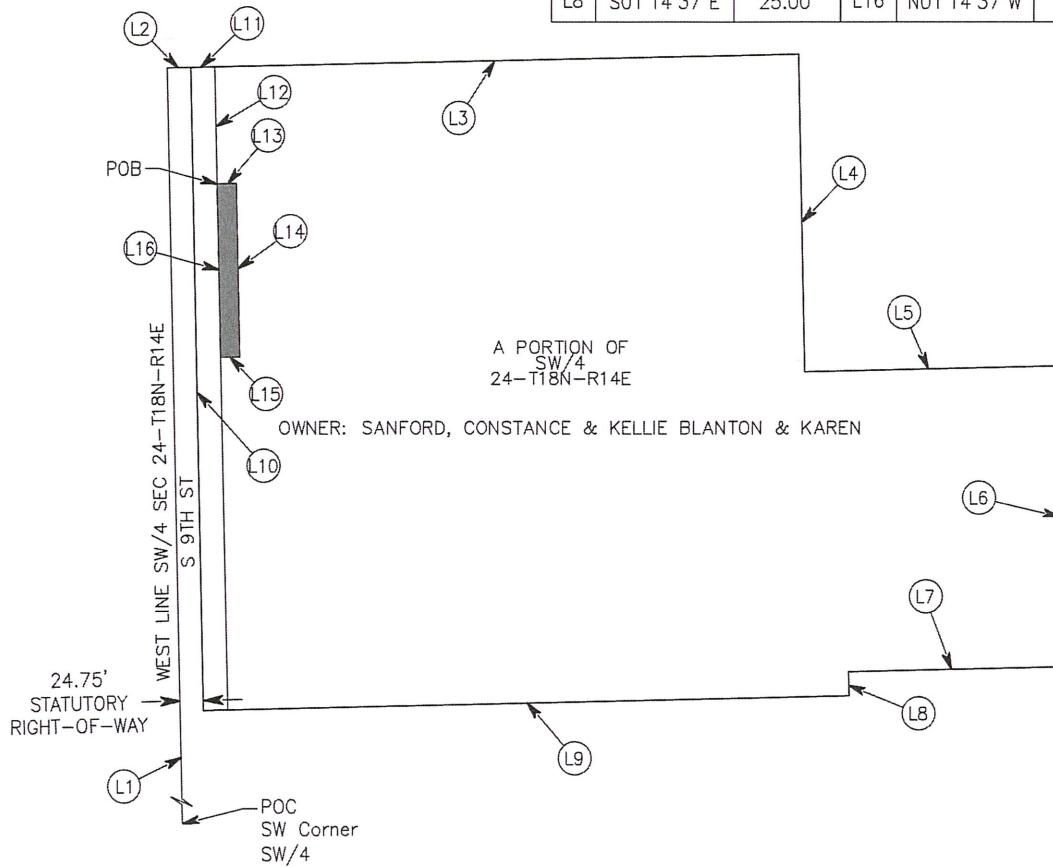 L8 S01°14'37"E 25.00' L16 N01°14'37"W
L2
L11
L3
L12
L13
POB
L4
L14
L16
L5
A PORTION OF
SW/4
24-T18N-R14E
L15
OWNER: SANFORD, CONSTANCE & KELLIE BLANTON & KAREN
L10
WEST LINE SW/4 SEC 24-T18N-R14E
S 9TH ST
L6
L7
24.75'
STATUTORY
RIGHT-OF-WAY
L8
L9
L1
POC
SW Corner
SW/4